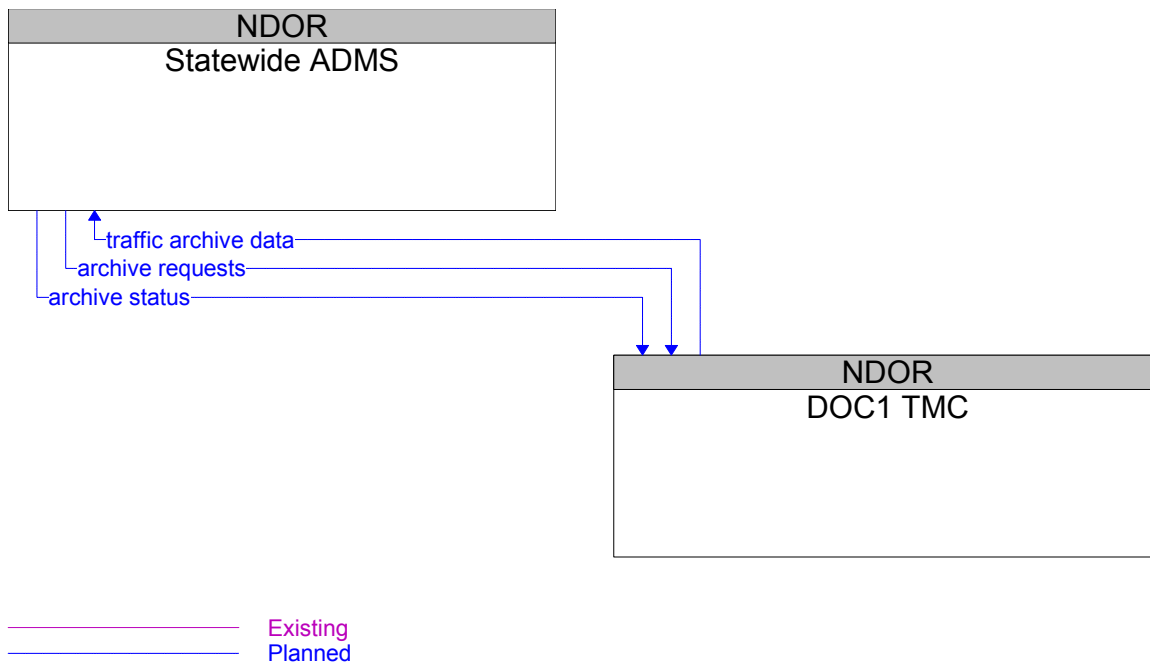 NDOR
Statewide ADMS
traffic archive data
archive requests
archive status
NDOR
DOC1 TMC
Existing
Planned